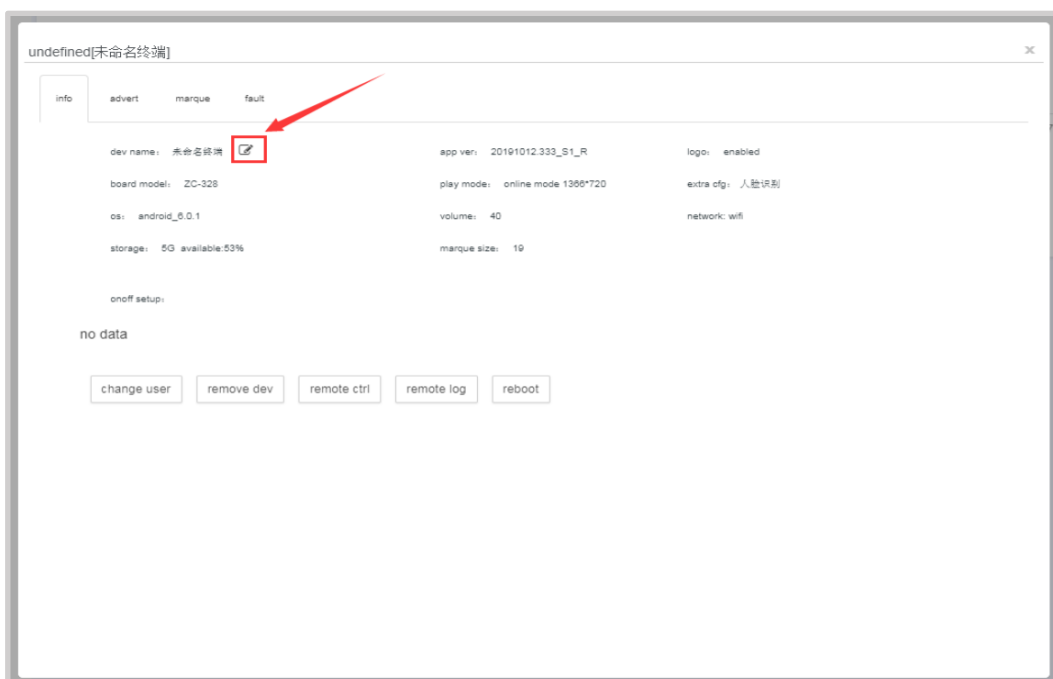 undefined[未命名终端] ×
info advert marque fault
dev name： 未命名终端 app ver： 20191012.333_S1_R logo： enabled
board model： ZC-328 play mode： online mode 1366*720 extra cfg： 人脸识别
os： android_6.0.1 volume： 40 network: wifi
storage： 5G available:53% marque size： 19
onoff setup：
no data
change user remove dev remote ctrl remote log reboot